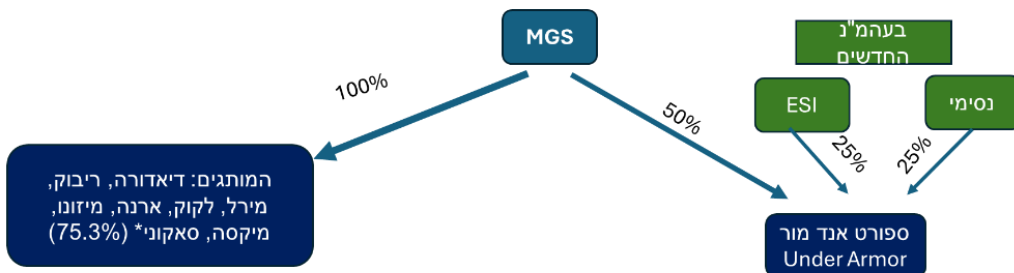 MGS
בעהמ"נ
החדשים
100%
50%
ESI
נסימי
25%
25%
המותגים: דיאדורה, ריבוק,
מירל, לקוק, ארנה, מיזונו,
מיקסה, סאקוני* (75.3%)
ספורט אנד מור
Under Armor